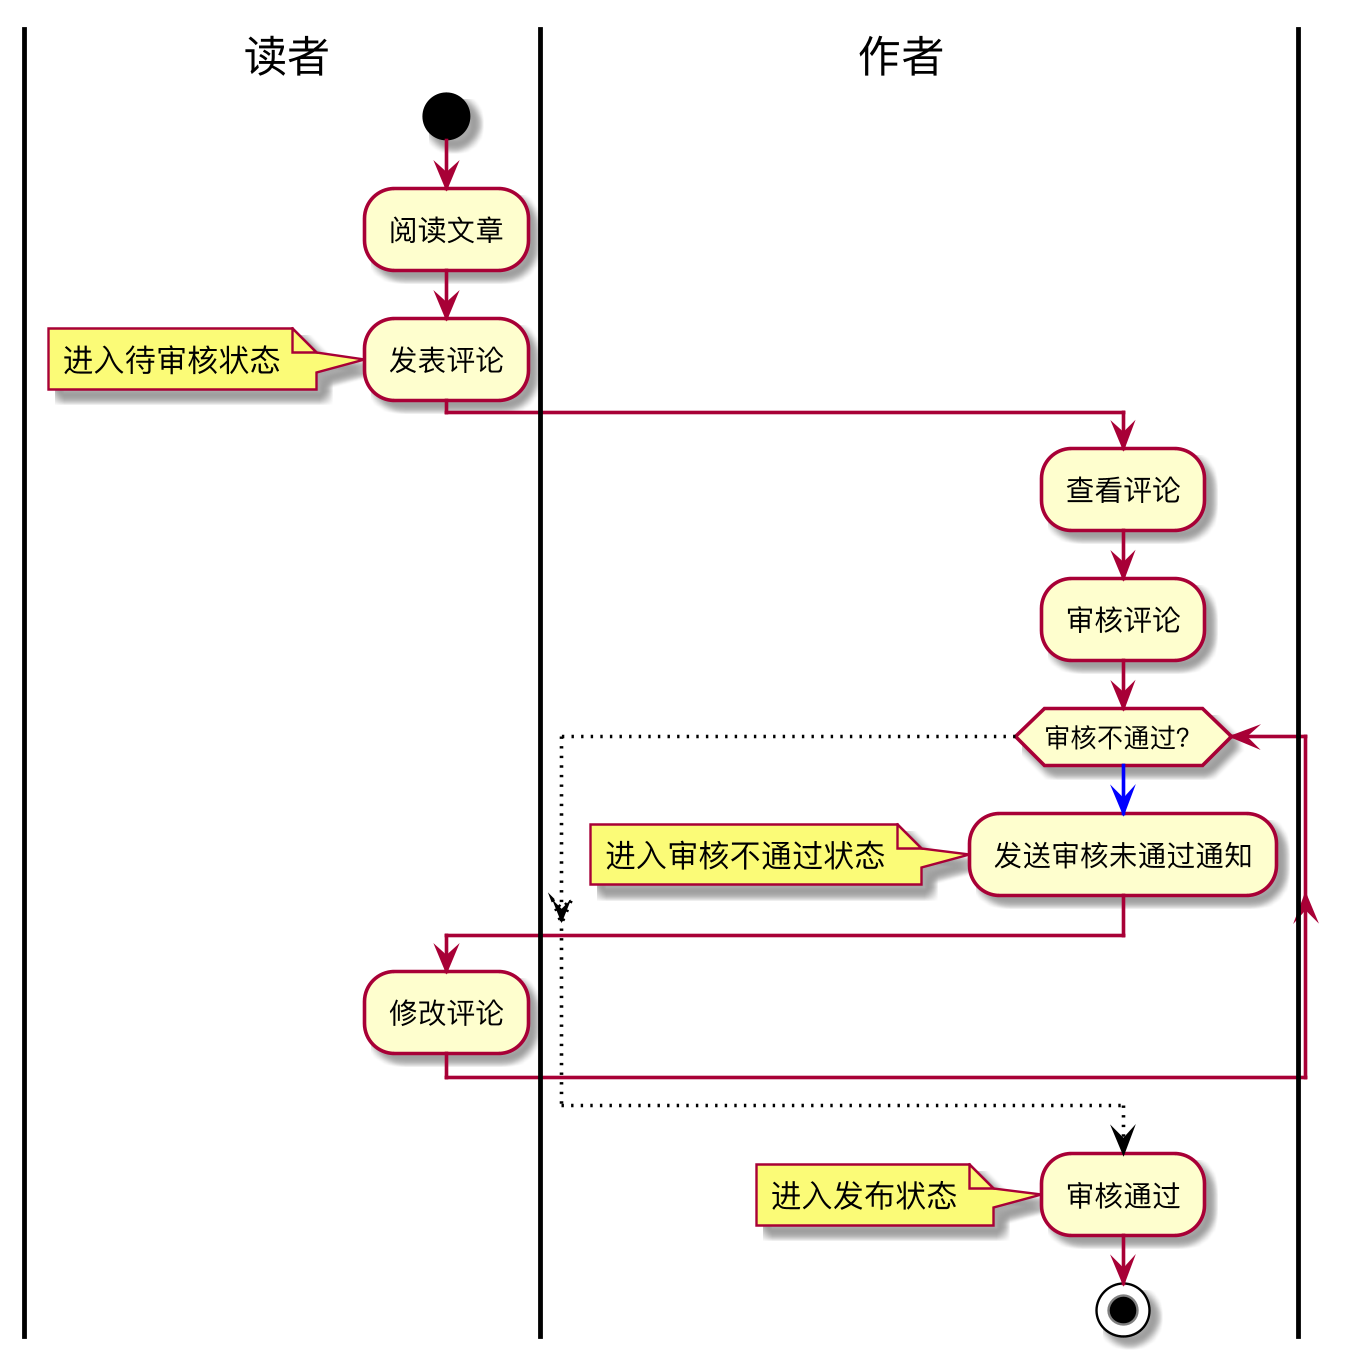 读者
作者
阅读文章
进入待审核状态
发表评论
查看评论
审核评论
审核不通过?
进入审核不通过状态
发送审核未通过通知
修改评论
进入发布状态
审核通过